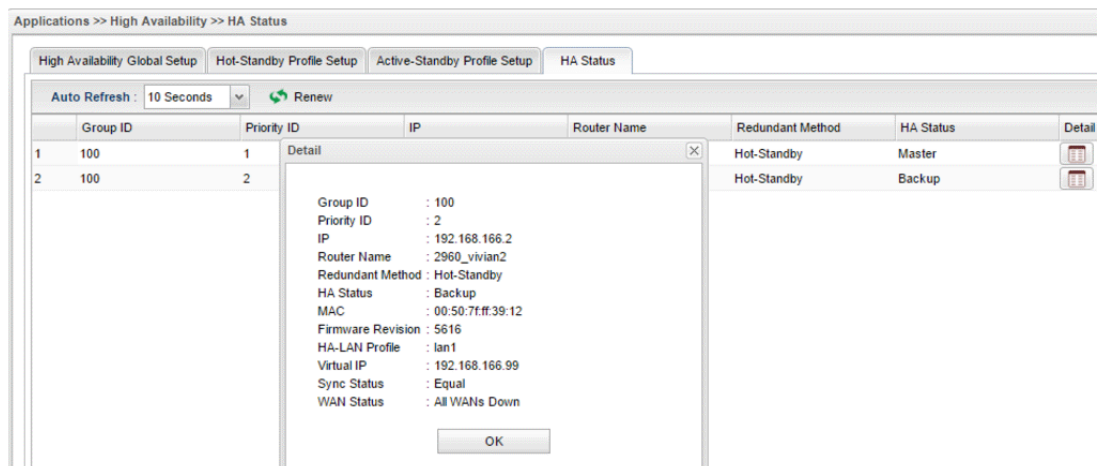 Applications >> High Availability >> HA Status
High Availability Global Setup Hot-Standby Profile Setup Active-Standby Profile Setup HA Status
Auto Refresh : 10 Seconds Renew
Group ID Priority ID IP Router Name Redundant Method HA Status Detail
1 100 1 Hot-Standby Master
2 100 2 Hot-Standby Backup
Detail
Group ID : 100
Priority ID : 2
IP : 192.168.166.2
Router Name : 2960_vivian2
Redundant Method : Hot-Standby
HA Status : Backup
MAC : 00:50:7f:ff:39:12
Firmware Revision : 5616
HA-LAN Profile : lan1
Virtual IP : 192.168.166.99
Sync Status : Equal
WAN Status : All WANs Down
OK